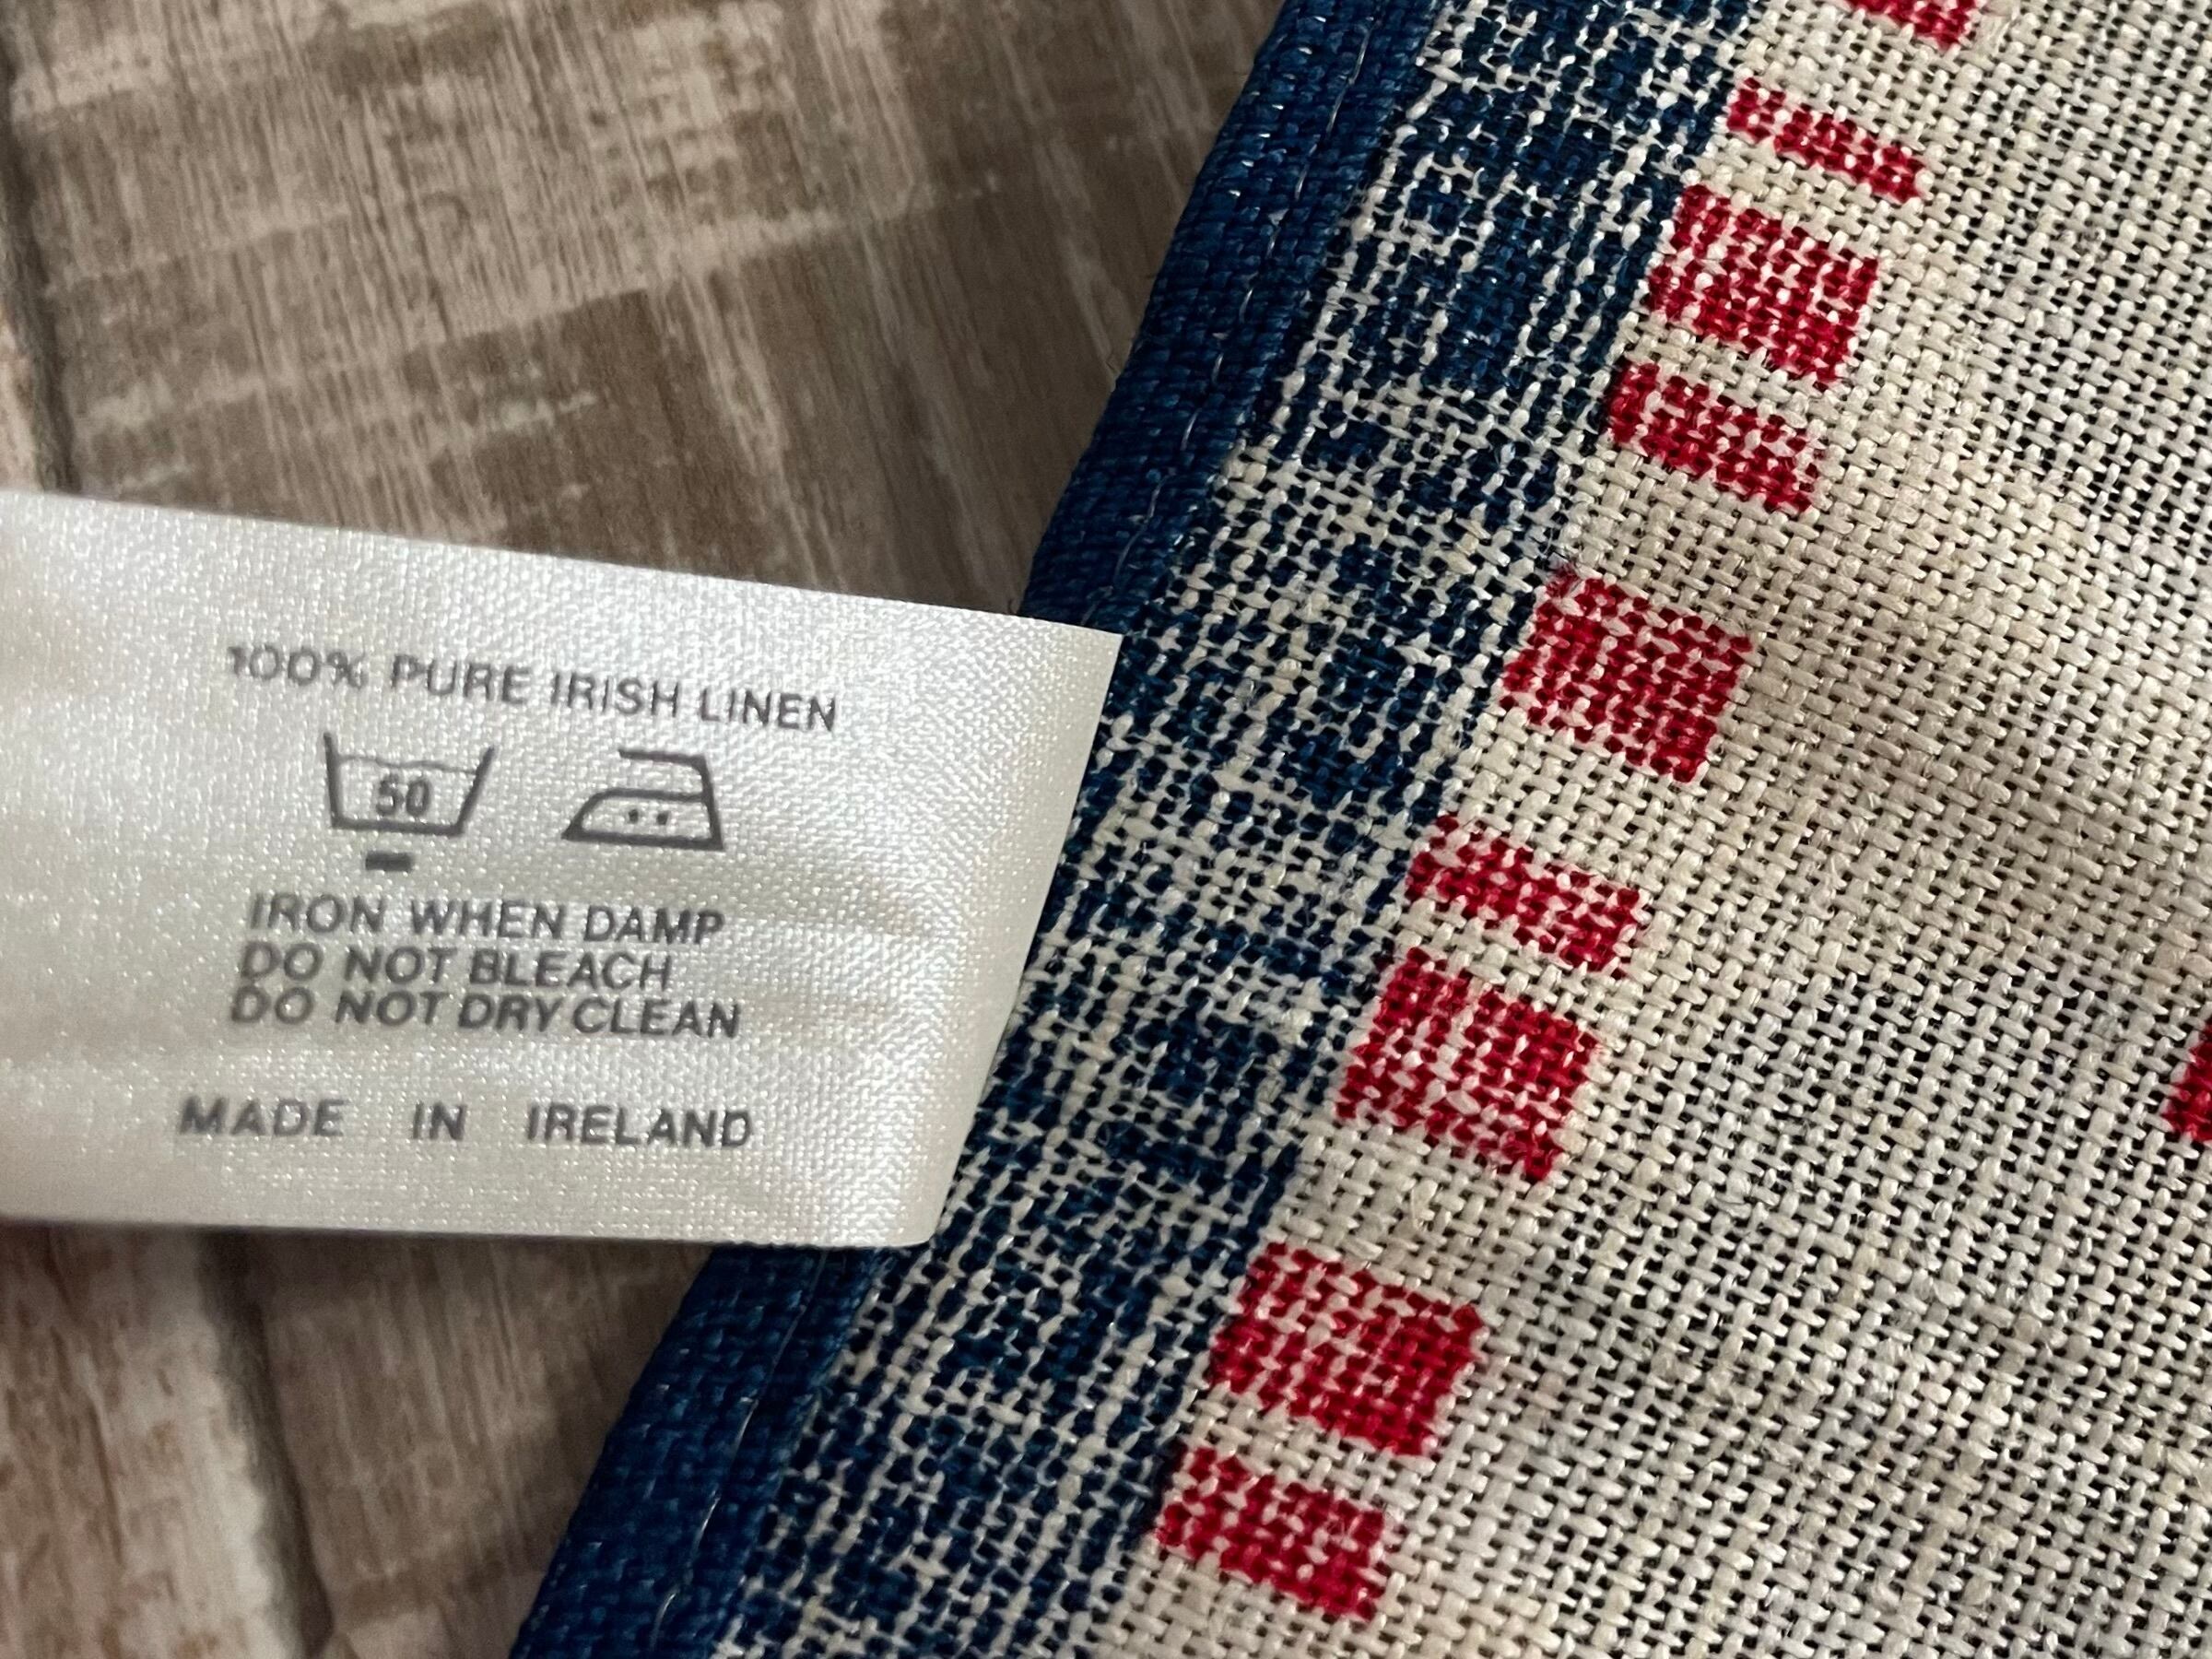 100% PURE IRISH LINEN
50
IRON WHEN DAMP
DO NOT BLEACH
DO NOT DRY CLEAN
MADE IN IRELAND